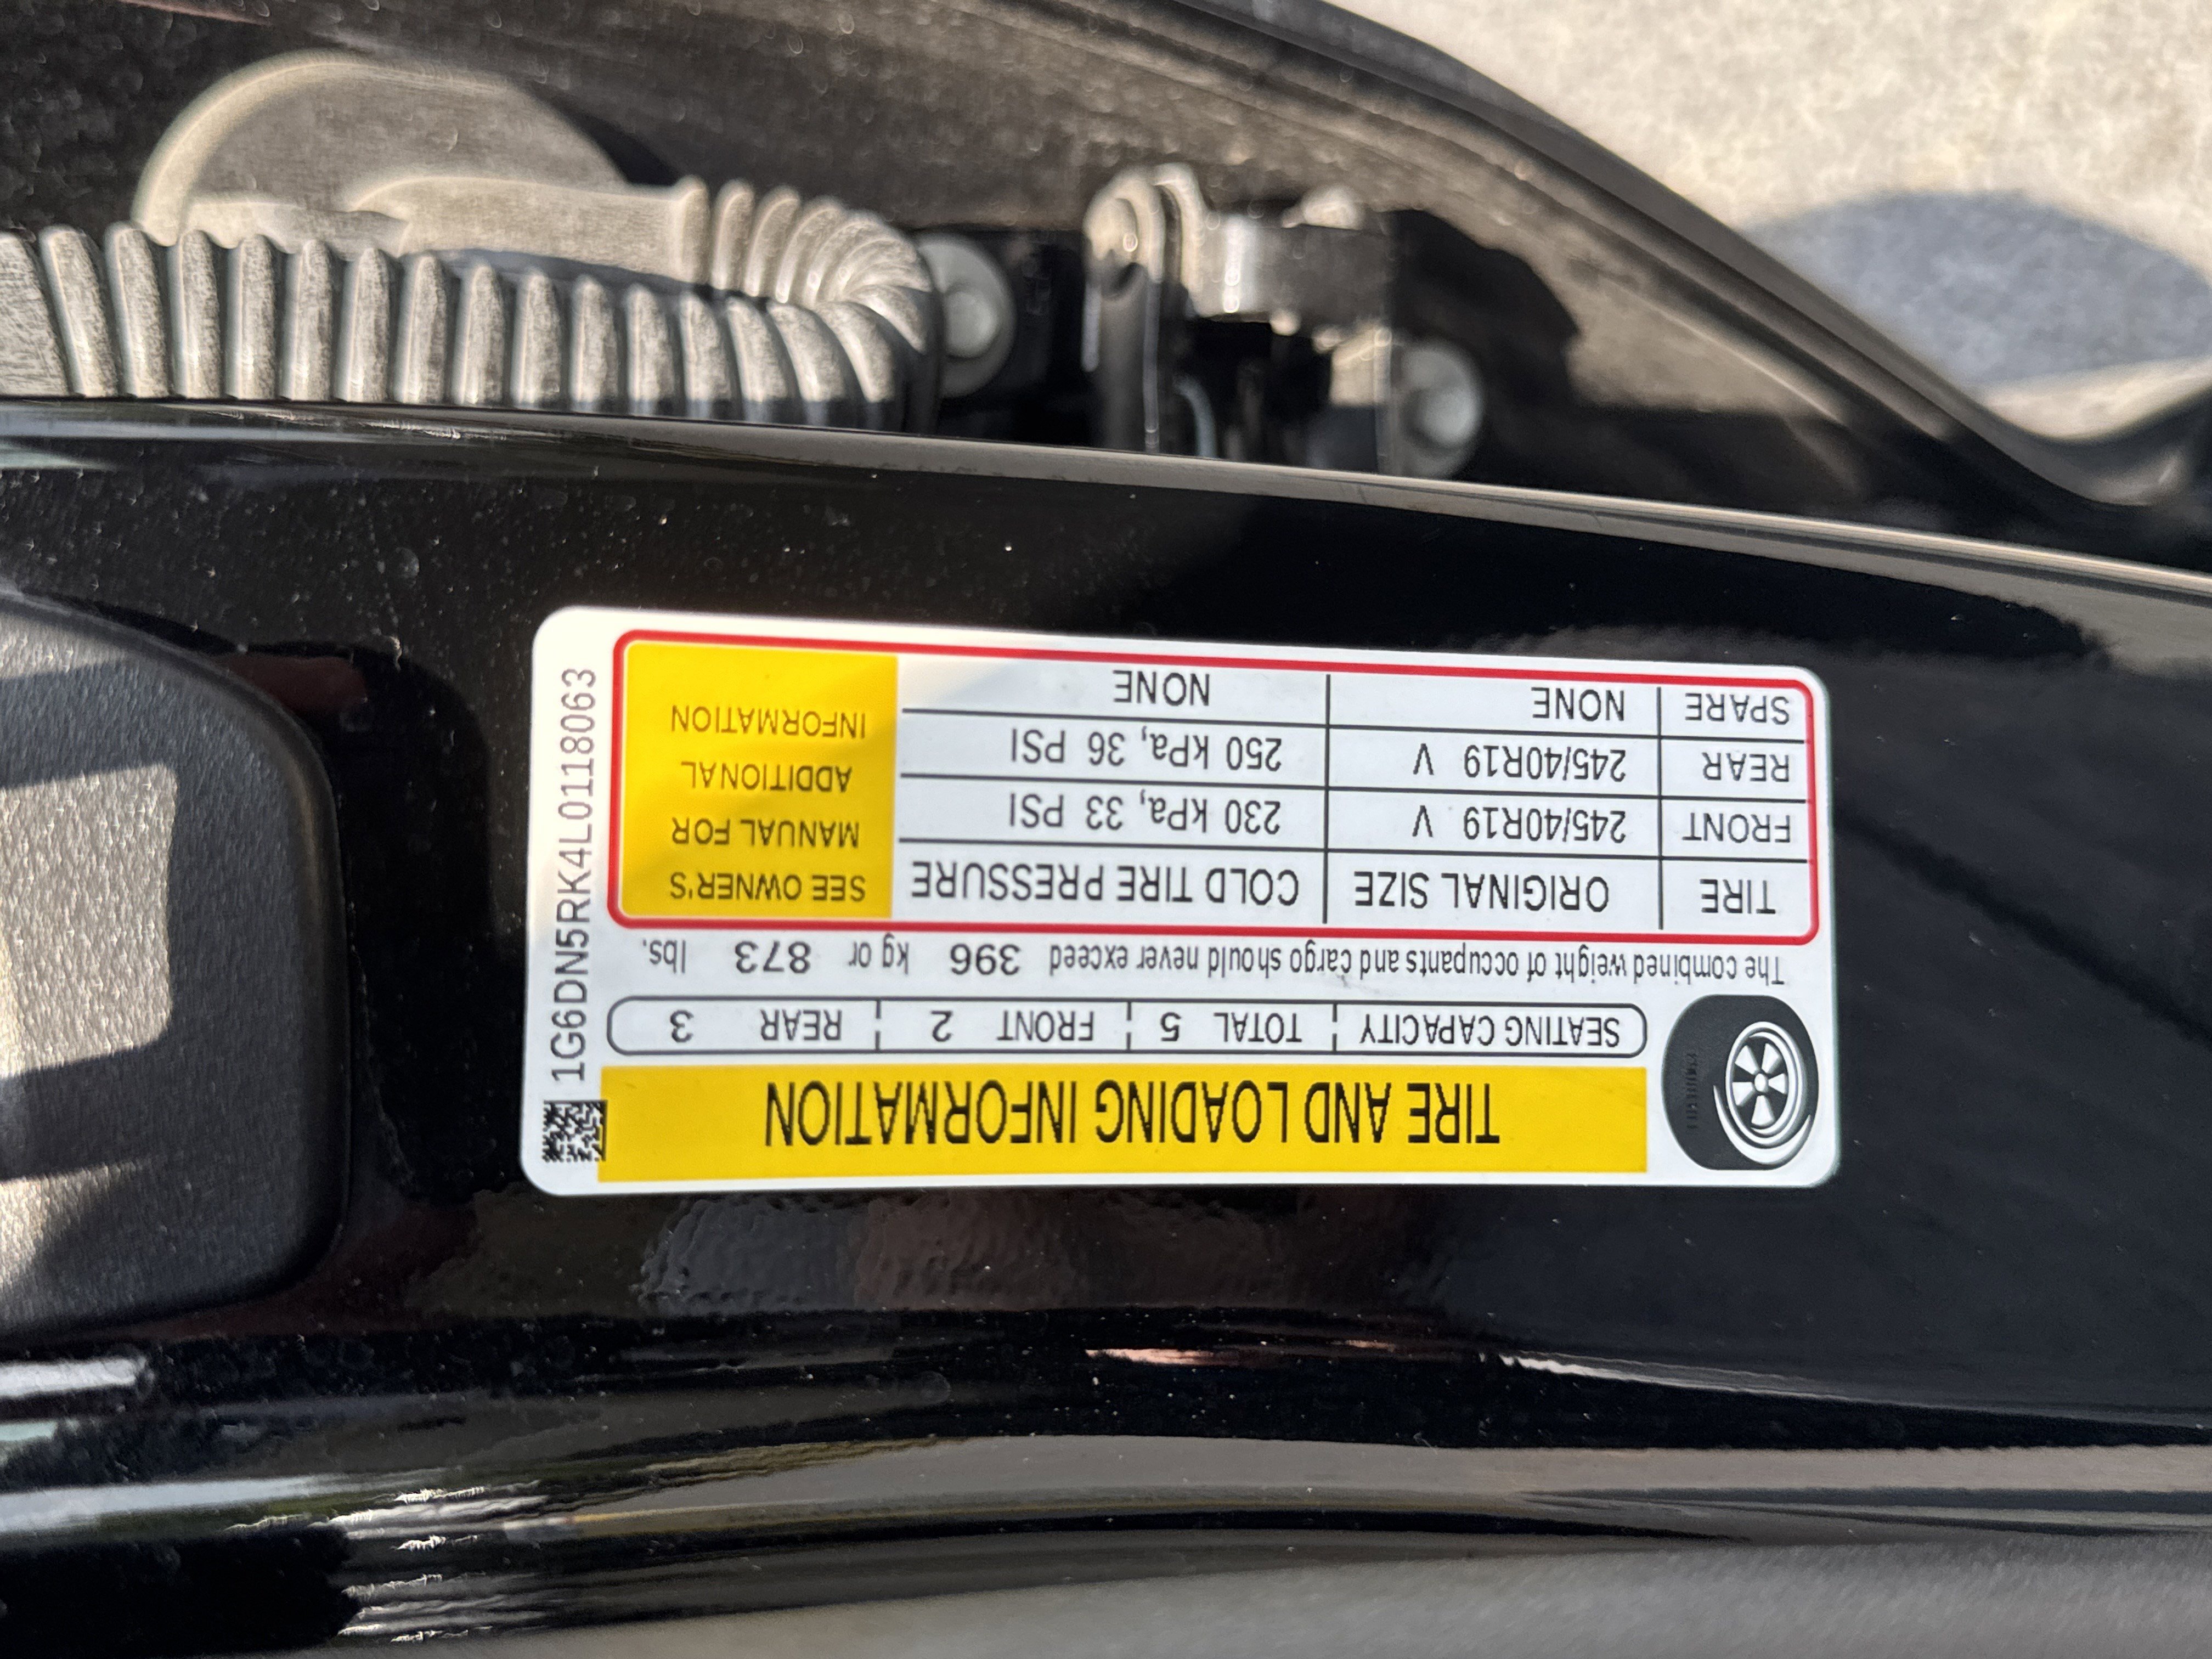 TIRE AND LOADING INFORMATION
SEATING CAPACITY TOTAL 5 FRONT 2 REAR 3
The combined weight of occupants and cargo should never exceed 396 kg or 873 lbs.
TIRE ORIGINAL SIZE COLD TIRE PRESSURE
FRONT 245/40R19 V 230 kPa, 33 PSI
REAR 245/40R19 V 250 kPa, 36 PSI
SPARE NONE NONE
SEE OWNER'S
MANUAL FOR
ADDITIONAL
INFORMATION
1G6DN5RK4L0118063